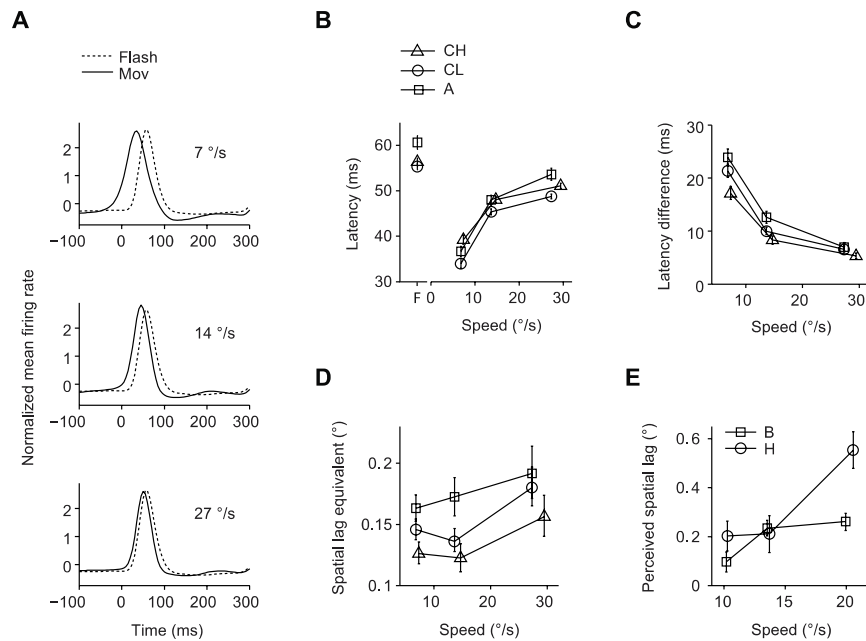 A
B
C
Flash
Mov
CH
CL
A
7 °/s
2
1
0
−100 0 100 200 300
14 °/s
2
1
0
−100 0 100 200 300
27 °/s
2
1
0
−100 0 100 200 300
Time (ms)
Normalized mean firing rate
60
50
40
30
Latency (ms)
F 0 10 20 30
Speed (°/s)
30
20
10
0
Latency difference (ms)
10 20 30
Speed (°/s)
D
E
0.2
0.15
0.1
Spatial lag equivalent (°)
10 20 30
Speed (°/s)
B
H
0.6
0.4
0.2
0
Perceived spatial lag (°)
10 15 20
Speed (°/s)